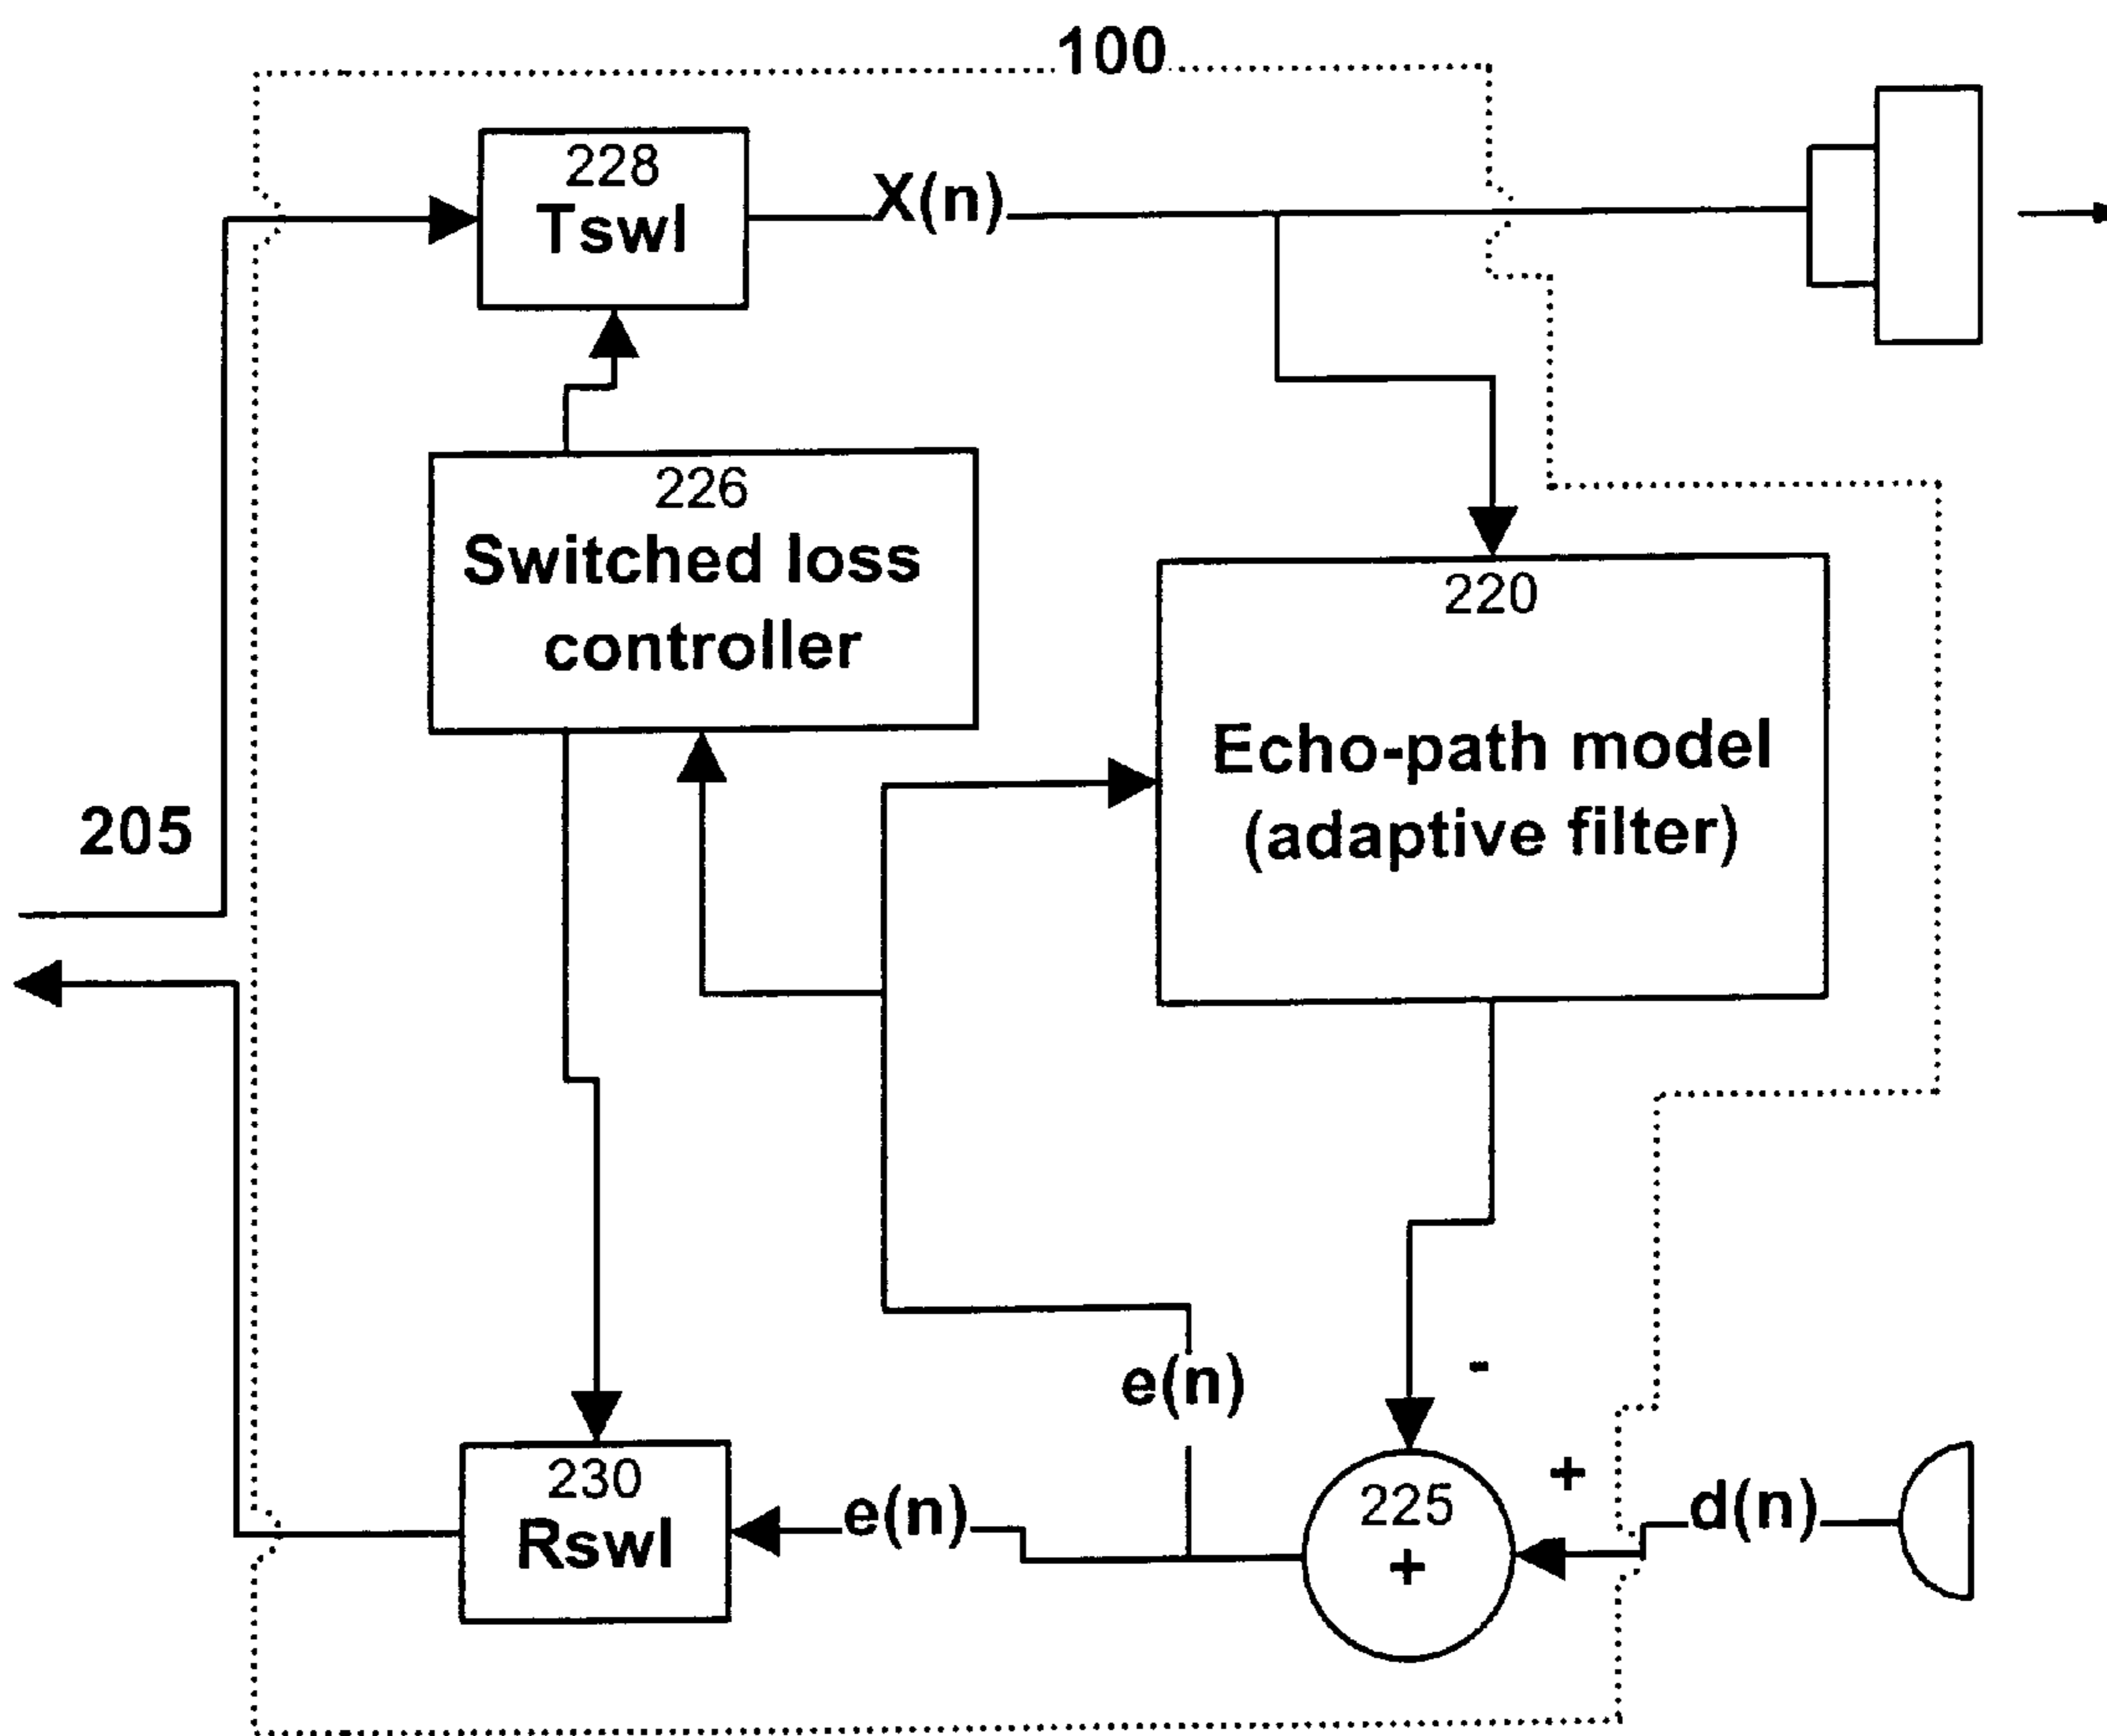 100
228
Tswl
X(n)
226
Switched loss
controller
220
Echo-path model
(adaptive filter)
205
e(n)
-
+
230
Rswl
e(n)
225
+
d(n)